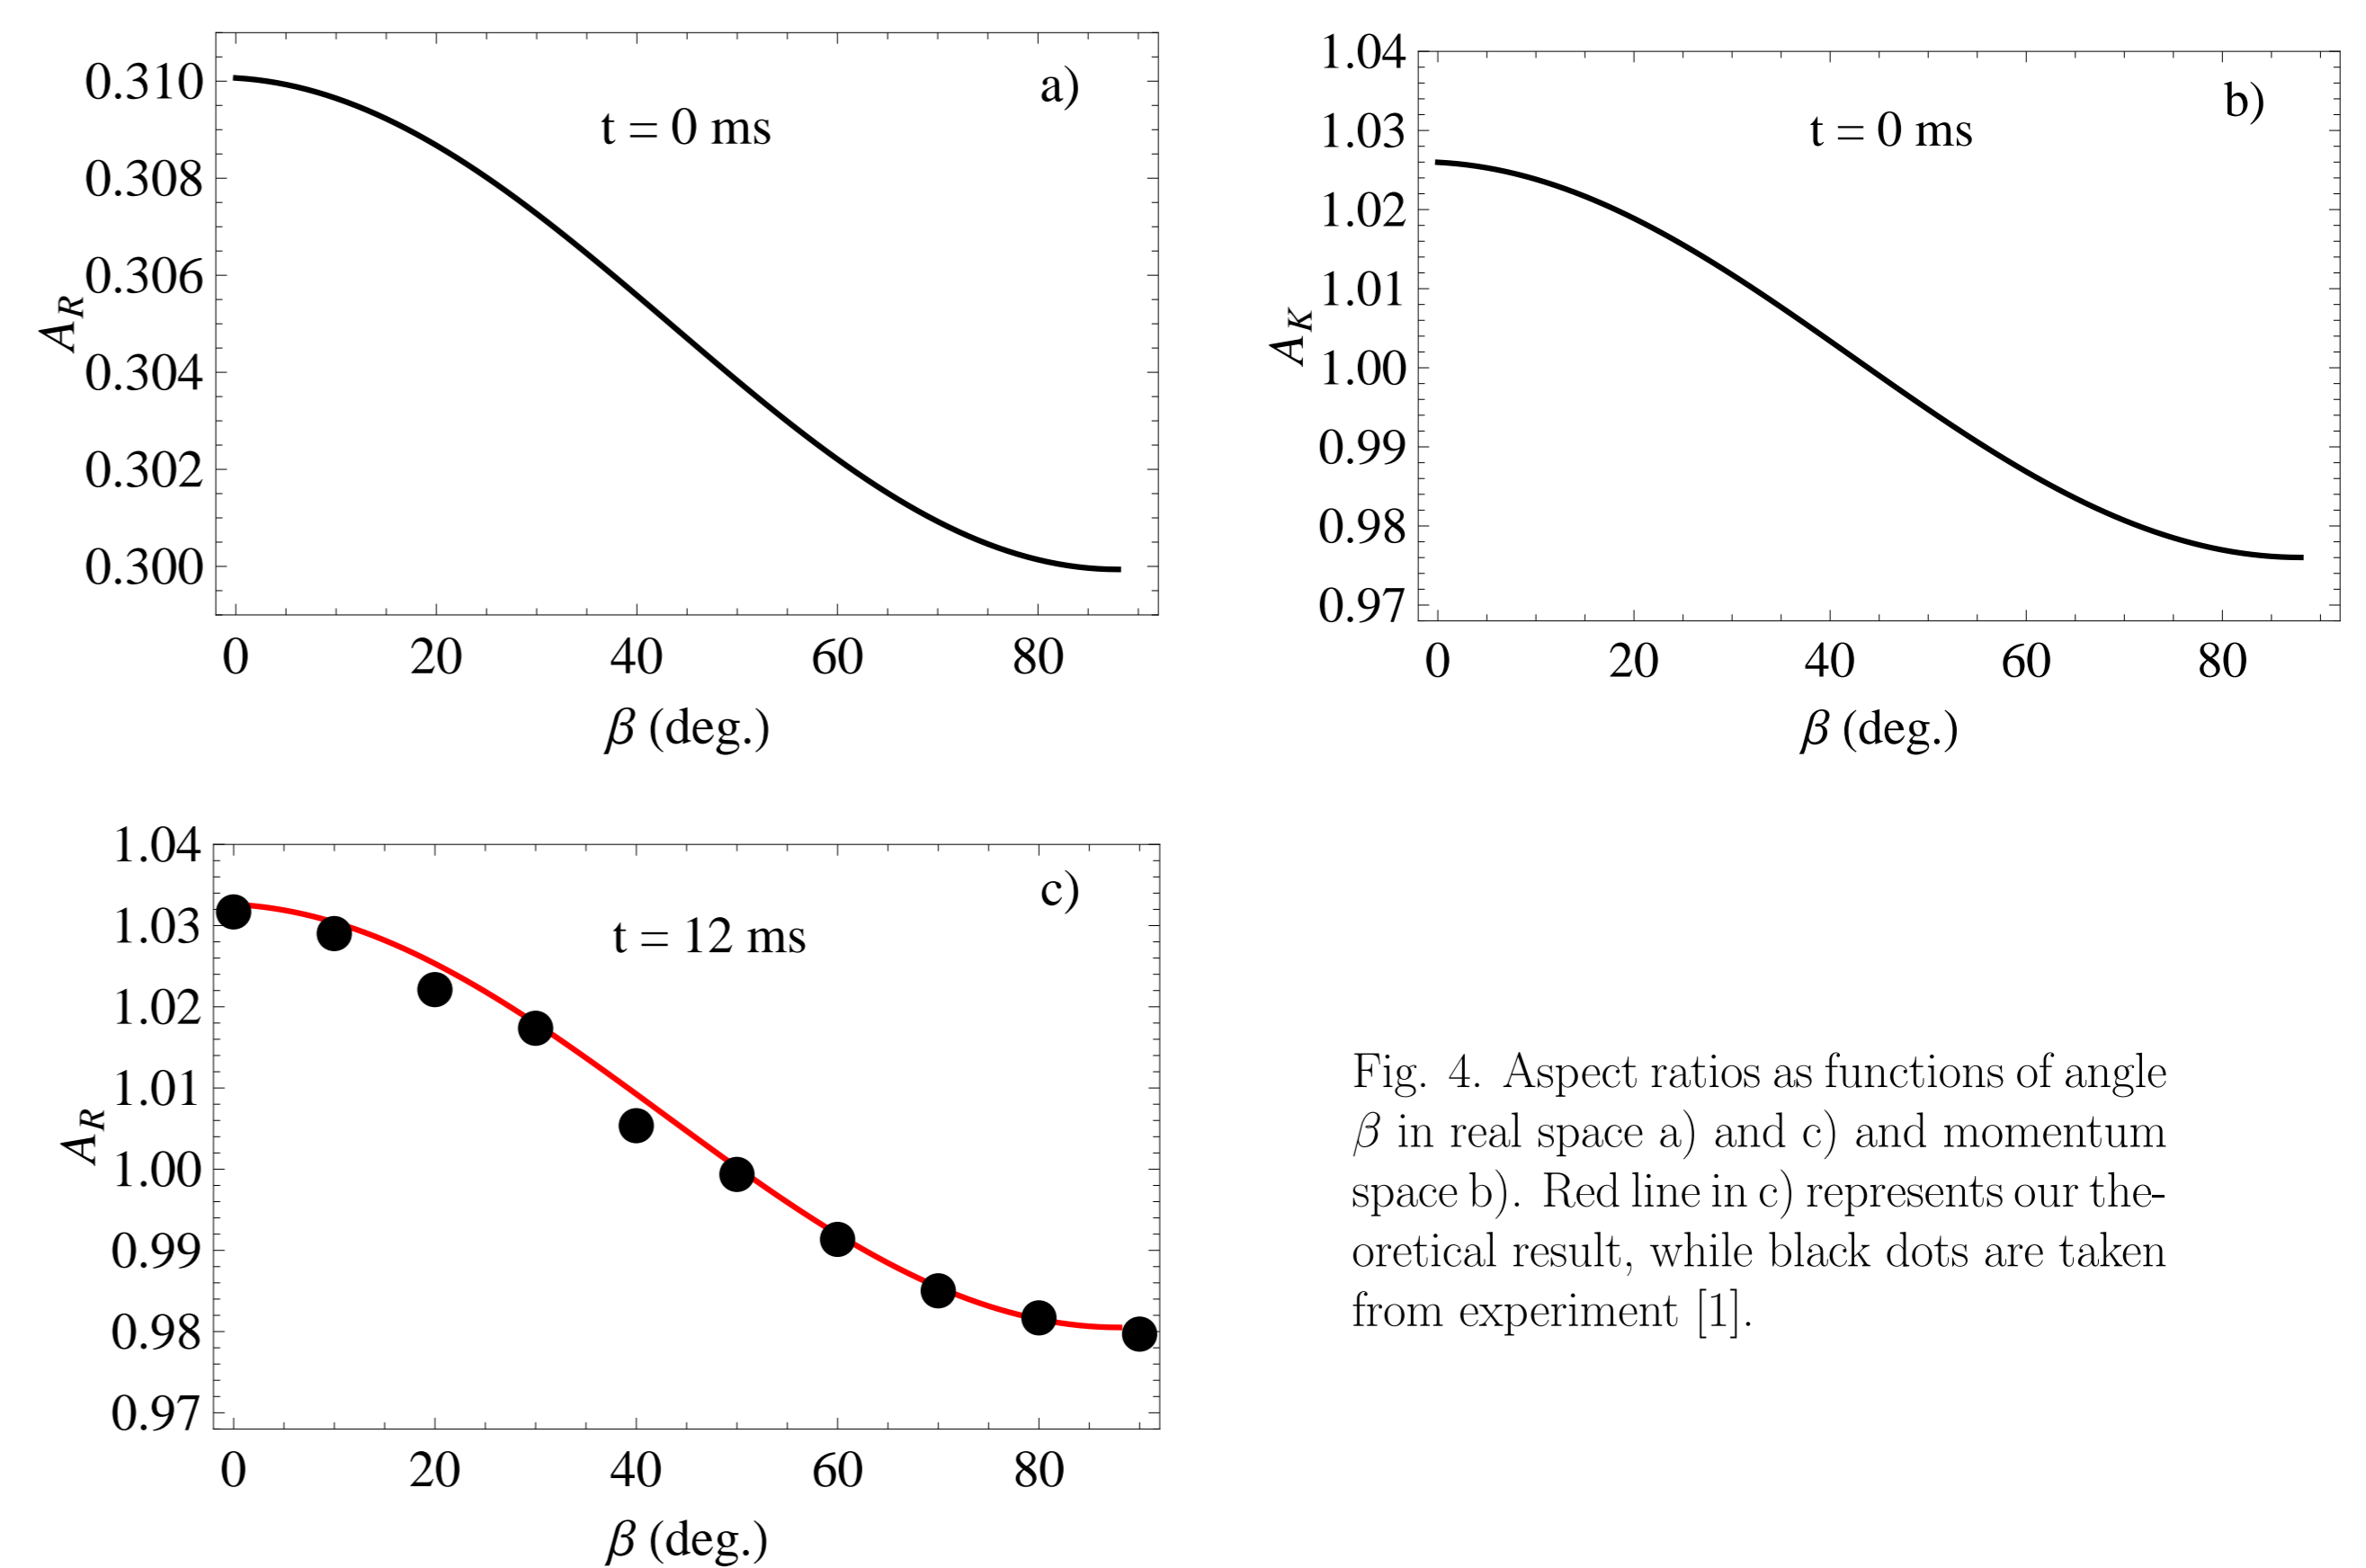 a)
t = 0 ms
0.310
0.308
0.306
0.304
0.302
0.300
A_R
0 20 40 60 80
β (deg.)
b)
t = 0 ms
1.04
1.03
1.02
1.01
1.00
0.99
0.98
0.97
A_K
0 20 40 60 80
β (deg.)
c)
t = 12 ms
1.04
1.03
1.02
1.01
1.00
0.99
0.98
0.97
A_R
0 20 40 60 80
β (deg.)
Fig. 4. Aspect ratios as functions of angle
β in real space a) and c) and momentum
space b). Red line in c) represents our the-
oretical result, while black dots are taken
from experiment [1].